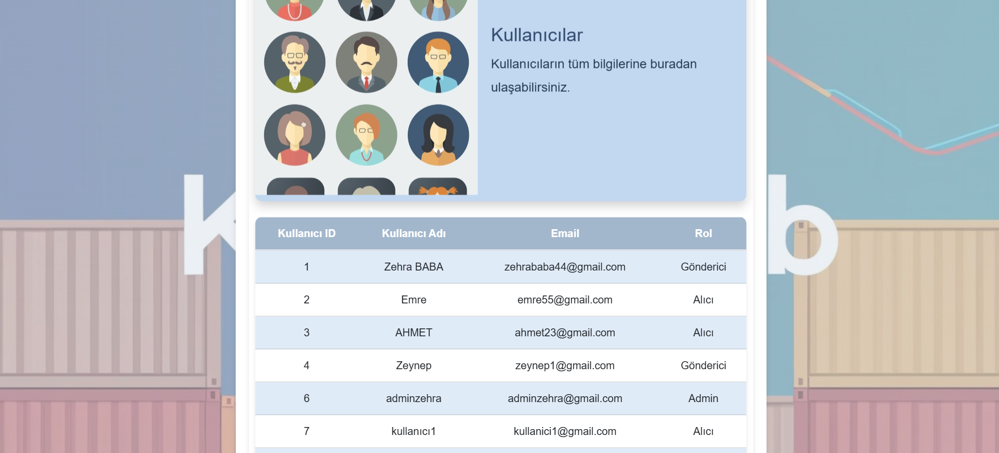 Kullanıcılar
Kullanıcıların tüm bilgilerine buradan
ulaşabilirsiniz.
k
b
Kullanıcı ID Kullanıcı Adı Email Rol
1 Zehra BABA zehrababa44@gmail.com Gönderici
2 Emre emre55@gmail.com Alıcı
3 AHMET ahmet23@gmail.com Alıcı
4 Zeynep zeynep1@gmail.com Gönderici
6 adminzehra adminzehra@gmail.com Admin
7 kullanıcı1 kullanici1@gmail.com Alıcı